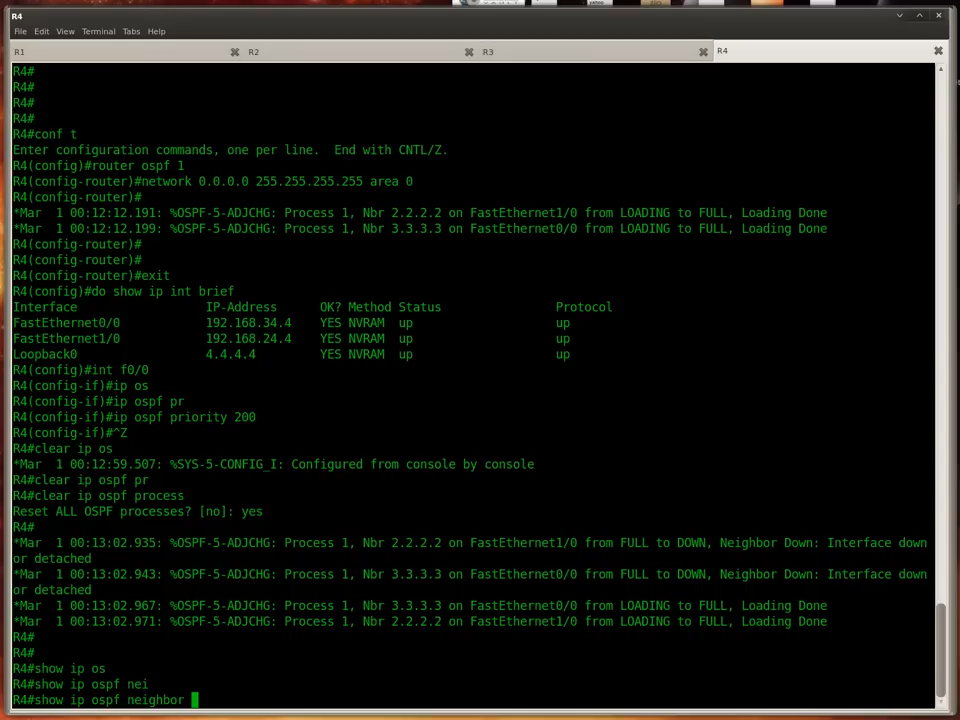 R4
File Edit View Terminal Tabs Help
R1 R2 R3 R4
R4#
R4#
R4#
R4#
R4#conf t
Enter configuration commands, one per line.  End with CNTL/Z.
R4(config)#router ospf 1
R4(config-router)#network 0.0.0.0 255.255.255.255 area 0
R4(config-router)#
*Mar  1 00:12:12.191: %OSPF-5-ADJCHG: Process 1, Nbr 2.2.2.2 on FastEthernet1/0 from LOADING to FULL, Loading Done
*Mar  1 00:12:12.199: %OSPF-5-ADJCHG: Process 1, Nbr 3.3.3.3 on FastEthernet0/0 from LOADING to FULL, Loading Done
R4(config-router)#
R4(config-router)#
R4(config-router)#exit
R4(config)#do show ip int brief
Interface                  IP-Address      OK? Method Status                Protocol
FastEthernet0/0            192.168.34.4    YES NVRAM  up                    up
FastEthernet1/0            192.168.24.4    YES NVRAM  up                    up
Loopback0                  4.4.4.4         YES NVRAM  up                    up
R4(config)#int f0/0
R4(config-if)#ip os
R4(config-if)#ip ospf pr
R4(config-if)#ip ospf priority 200
R4(config-if)#^Z
R4#clear ip os
*Mar  1 00:12:59.507: %SYS-5-CONFIG_I: Configured from console by console
R4#clear ip ospf pr
R4#clear ip ospf process
Reset ALL OSPF processes? [no]: yes
R4#
*Mar  1 00:13:02.935: %OSPF-5-ADJCHG: Process 1, Nbr 2.2.2.2 on FastEthernet1/0 from FULL to DOWN, Neighbor Down: Interface down
or detached
*Mar  1 00:13:02.943: %OSPF-5-ADJCHG: Process 1, Nbr 3.3.3.3 on FastEthernet0/0 from FULL to DOWN, Neighbor Down: Interface down
or detached
*Mar  1 00:13:02.967: %OSPF-5-ADJCHG: Process 1, Nbr 3.3.3.3 on FastEthernet0/0 from LOADING to FULL, Loading Done
*Mar  1 00:13:02.971: %OSPF-5-ADJCHG: Process 1, Nbr 2.2.2.2 on FastEthernet1/0 from LOADING to FULL, Loading Done
R4#
R4#
R4#show ip os
R4#show ip ospf nei
R4#show ip ospf neighbor